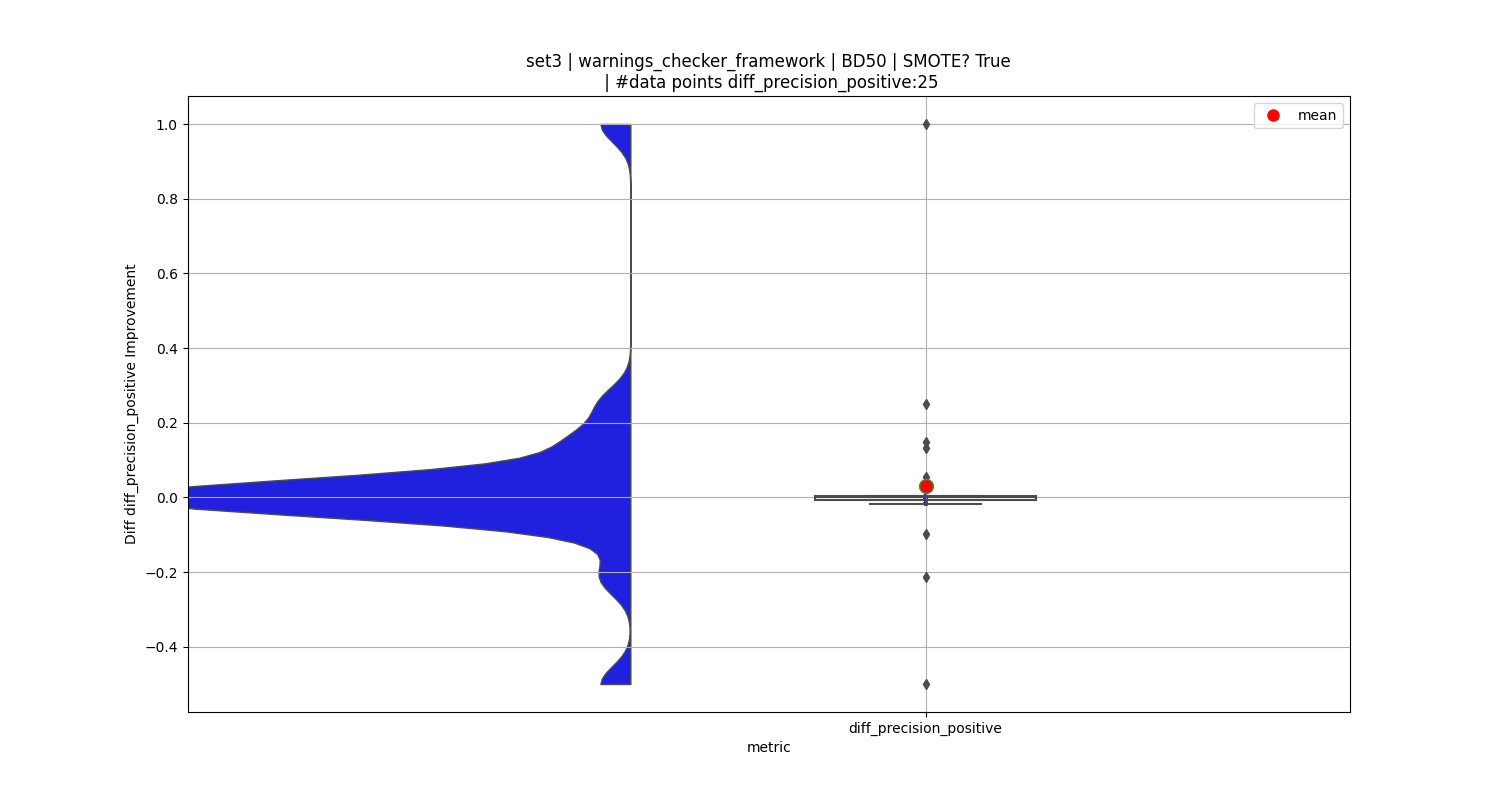 set3 | warnings_checker_framework | BD50 | SMOTE? True
| #data points diff_precision_positive:25
mean
1.0
0.8
0.6
0.4
0.2
0.0
−0.2
−0.4
Diff diff_precision_positive Improvement
diff_precision_positive
metric